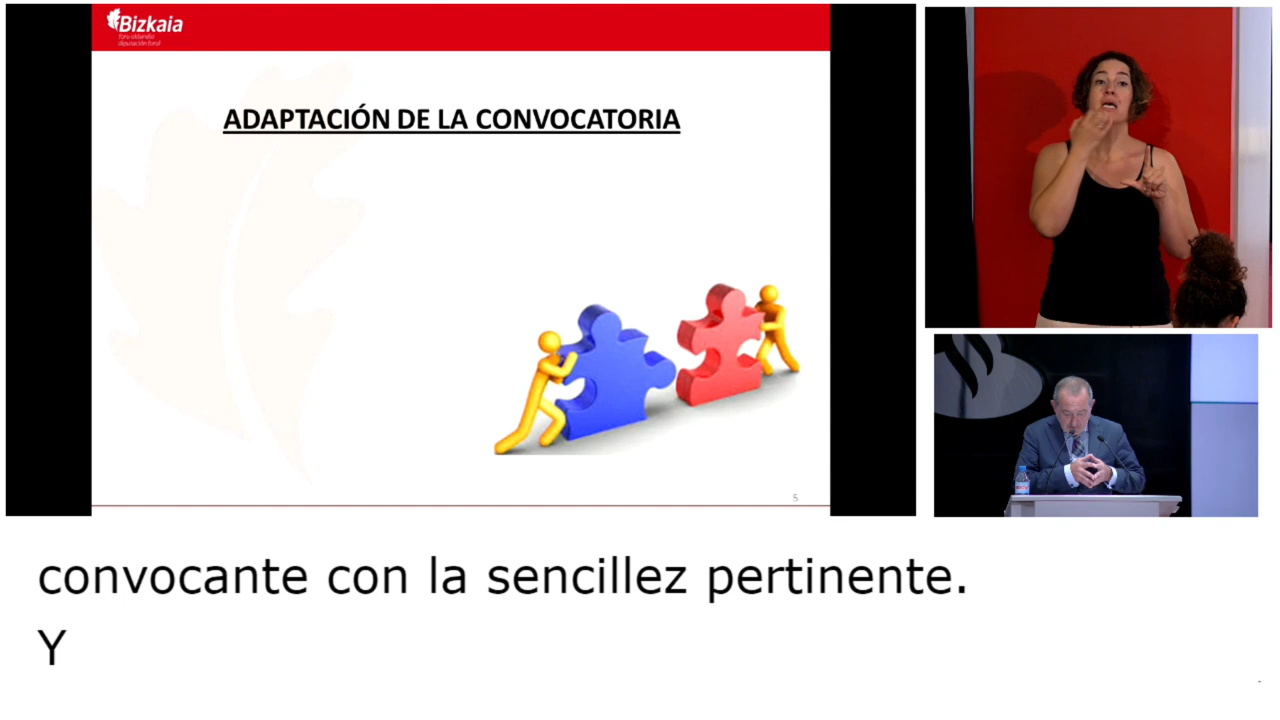 Bizkaia
foru aldundia
diputación foral
ADAPTACIÓN DE LA CONVOCATORIA
5
convocante con la sencillez pertinente.
Y